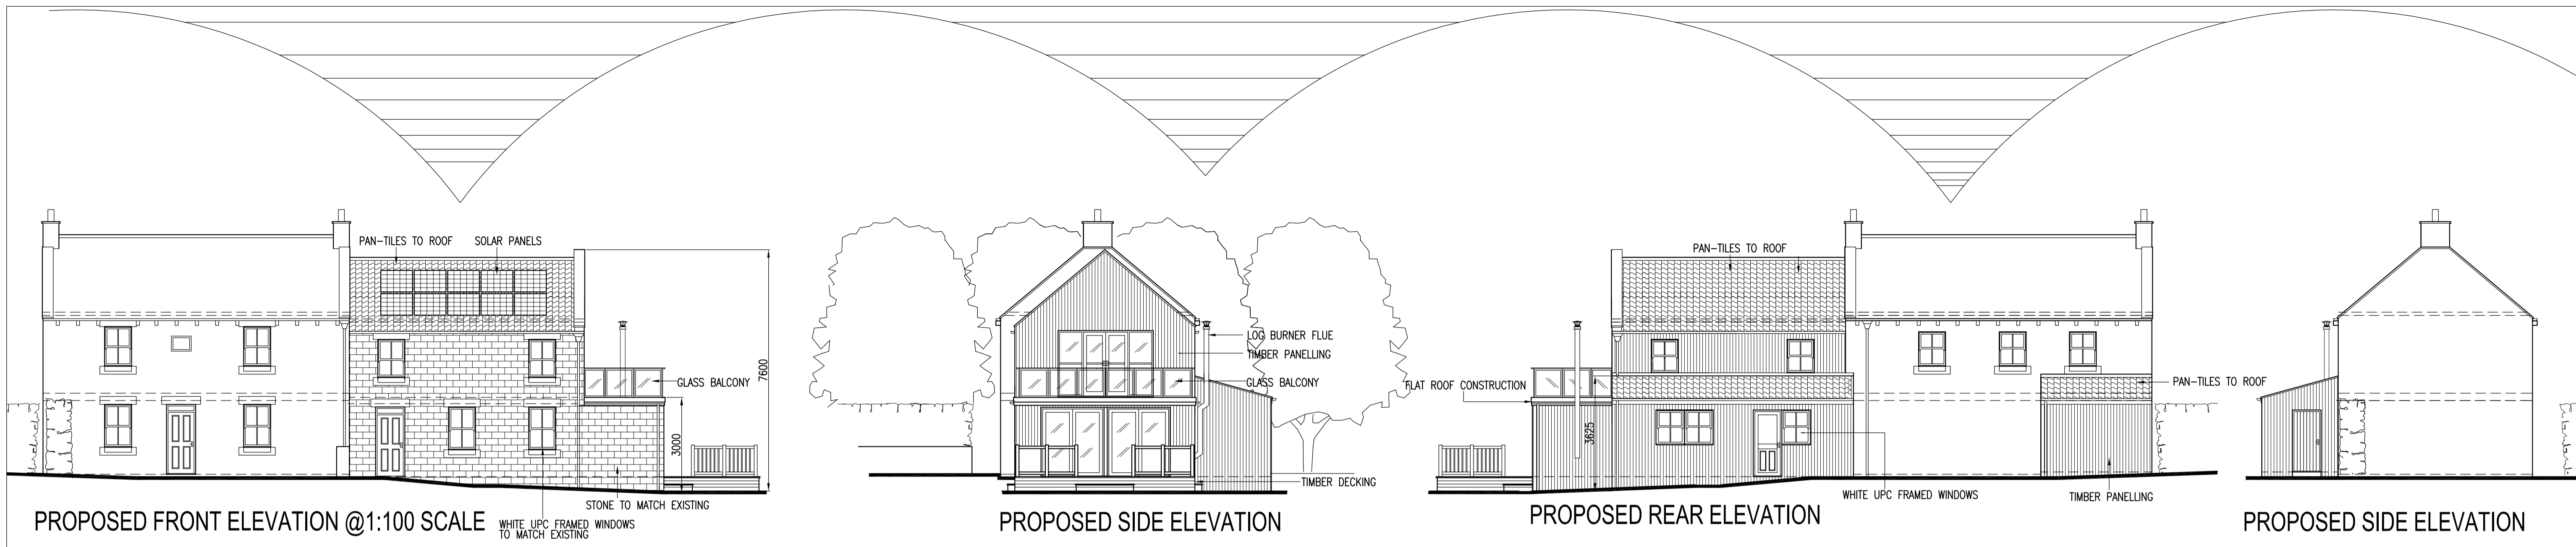 PAN-TILES TO ROOF
SOLAR PANELS
GLASS BALCONY
7600
3000
STONE TO MATCH EXISTING
WHITE UPC FRAMED WINDOWS
TO MATCH EXISTING
PROPOSED FRONT ELEVATION @1:100 SCALE
LOG BURNER FLUE
TIMBER PANELLING
GLASS BALCONY
TIMBER DECKING
PROPOSED SIDE ELEVATION
PAN-TILES TO ROOF
FLAT ROOF CONSTRUCTION
3625
PAN-TILES TO ROOF
WHITE UPC FRAMED WINDOWS
TIMBER PANELLING
PROPOSED REAR ELEVATION
PROPOSED SIDE ELEVATION